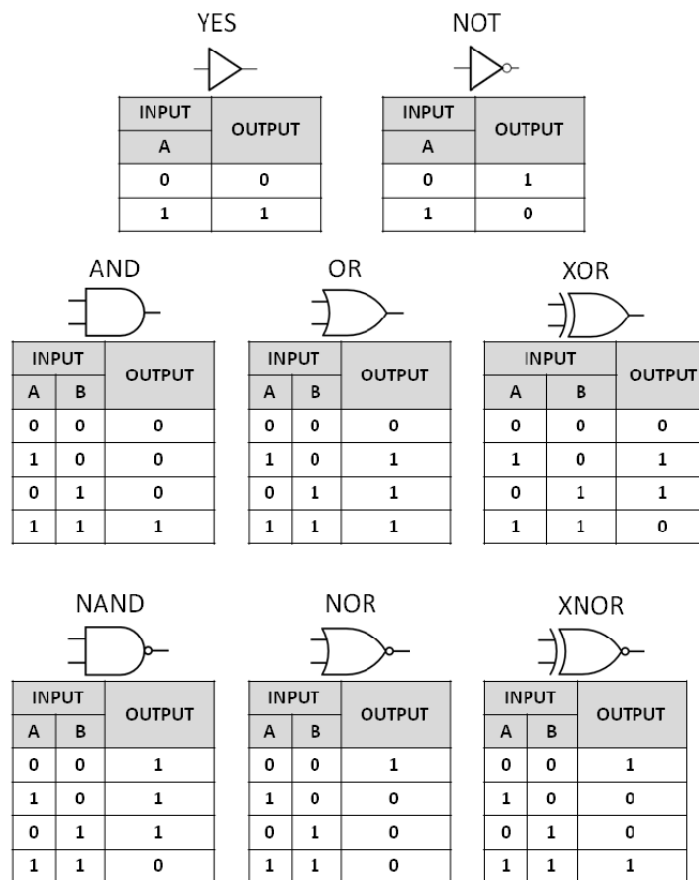 YES NOT
INPUT OUTPUT INPUT OUTPUT
A A
0 0 0 1
1 1 1 0
AND OR XOR
INPUT OUTPUT INPUT OUTPUT INPUT OUTPUT
A B A B A B
0 0 0 0 0 0 0 0 0
1 0 0 1 0 1 1 0 1
0 1 0 0 1 1 0 1 1
1 1 1 1 1 1 1 1 0
NAND NOR XNOR
INPUT OUTPUT INPUT OUTPUT INPUT OUTPUT
A B A B A B
0 0 1 0 0 1 0 0 1
1 0 1 1 0 0 1 0 0
0 1 1 0 1 0 0 1 0
1 1 0 1 1 0 1 1 1